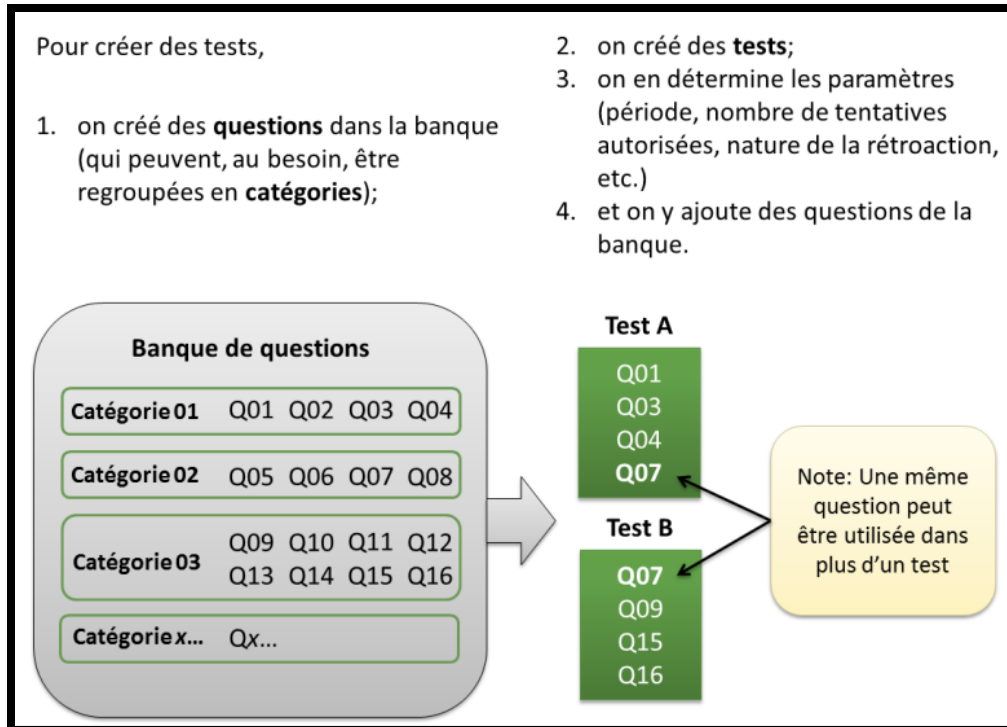 Pour créer des tests,
1. on créé des questions dans la banque
(qui peuvent, au besoin, être
regroupées en catégories);
2. on créé des tests;
3. on en détermine les paramètres
(période, nombre de tentatives
autorisées, nature de la rétroaction,
etc.)
4. et on y ajoute des questions de la
banque.
Banque de questions
Catégorie 01 Q01 Q02 Q03 Q04
Catégorie 02 Q05 Q06 Q07 Q08
Catégorie 03
Q09 Q10 Q11 Q12
Q13 Q14 Q15 Q16
Catégorie x... Qx...
Test A
Q01
Q03
Q04
Q07
Test B
Q07
Q09
Q15
Q16
Note: Une même
question peut
être utilisée dans
plus d'un test